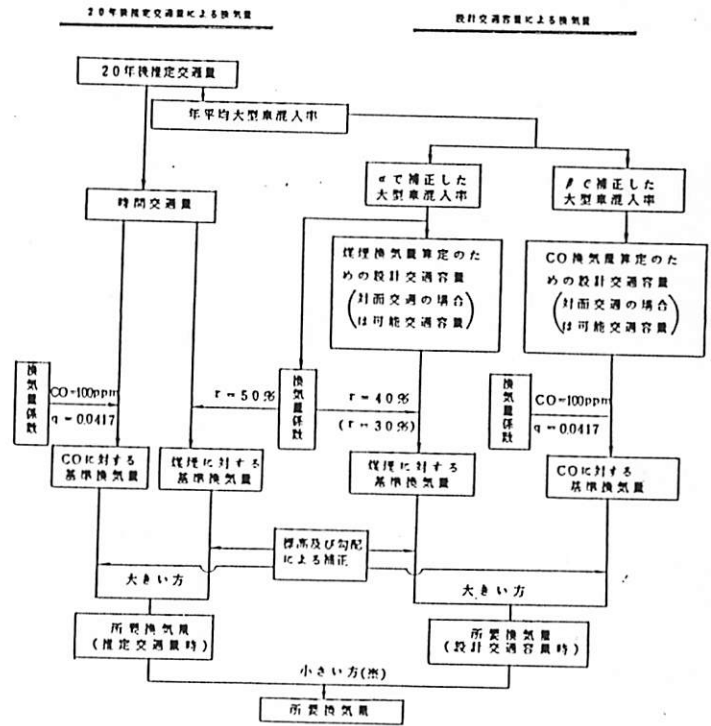 20年後推定交通量による換気量
設計交通容量による換気量
20年後推定交通量
年平均大型車混入率
αで補正した
大型車混入率
βで補正した
大型車混入率
時間交通量
煤煙換気量算定のた
めの設計交通容量
(対面交通の場合
は可能交通容量)
CO換気量算定のた
めの設計交通容量
(対面交通の場合
は可能交通容量)
換気量係数
CO=100ppm
q=0.0417
r=50%
換気量係数
r=40%
(r=30%)
換気量係数
CO=100ppm
q=0.0417
COに対する
基準換気量
煤煙に対する
基準換気量
煤煙に対する
基準換気量
COに対する
基準換気量
標高及び勾配
による補正
大きい方
大きい方
所要換気量
(推定交通量時)
所要換気量
(設計交通容量時)
小さい方(※)
所要換気量